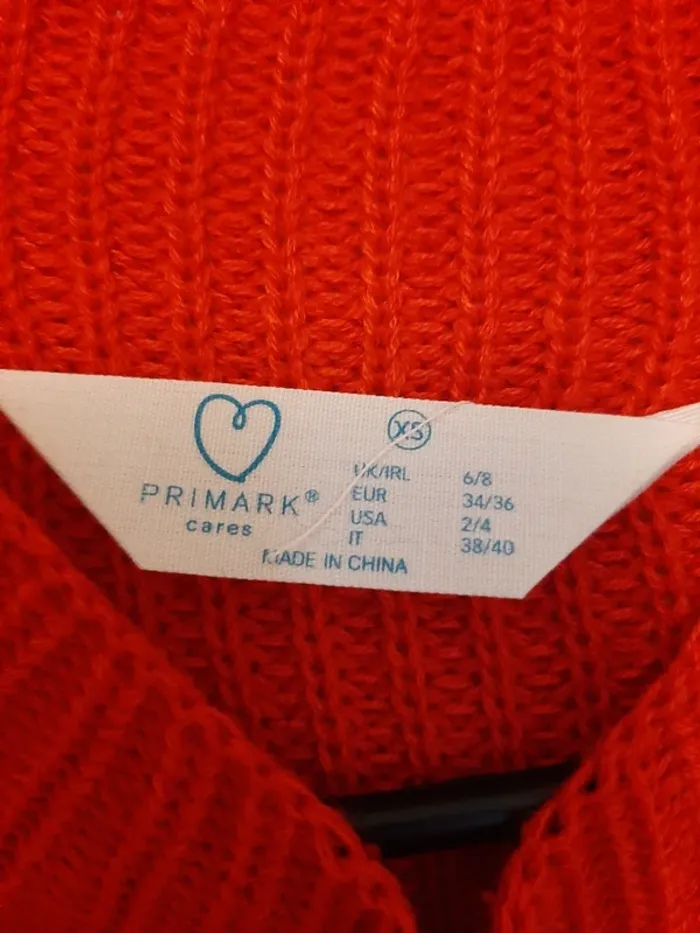 PRIMARK®
cares
XS
UK/IRL 6/8
EUR 34/36
USA 2/4
IT 38/40
MADE IN CHINA